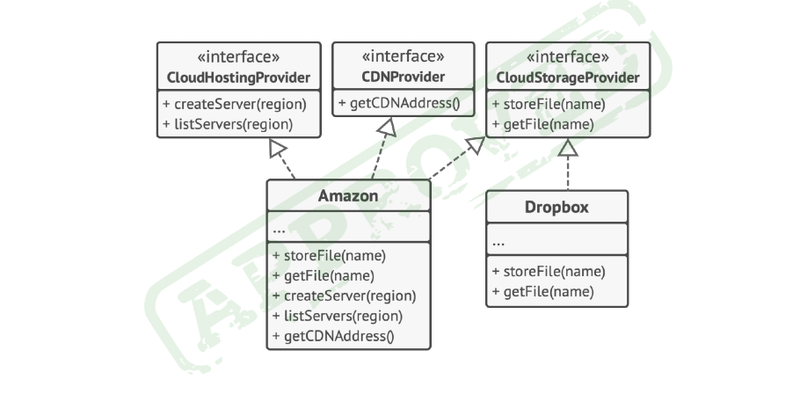 «interface»
CloudHostingProvider
+ createServer(region)
+ listServers(region)
«interface»
CDNProvider
+ getCDNAddress()
«interface»
CloudStorageProvider
+ storeFile(name)
+ getFile(name)
Amazon
...
+ storeFile(name)
+ getFile(name)
+ createServer(region)
+ listServers(region)
+ getCDNAddress()
Dropbox
...
+ storeFile(name)
+ getFile(name)
APPROVED